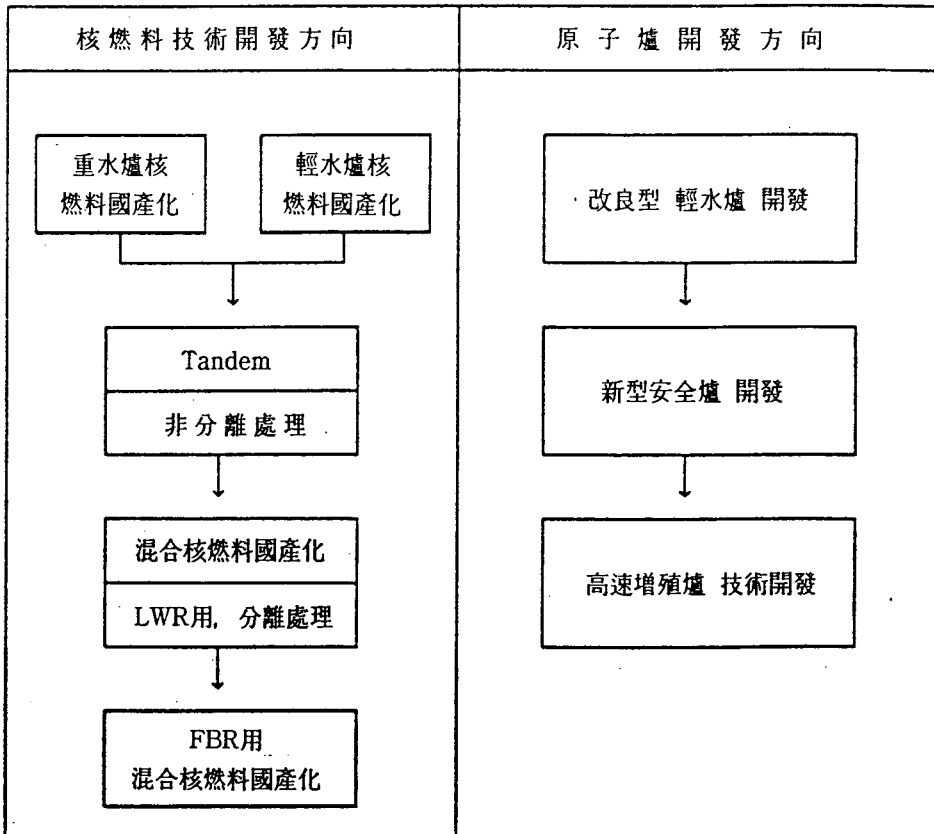 核燃料技術開發方向
原子爐開發方向
重水爐核
燃料國產化
輕水爐核
燃料國產化
Tandem
非分離處理
混合核燃料國產化
LWR用, 分離處理
FBR用
混合核燃料國產化
改良型 輕水爐 開發
新型安全爐 開發
高速增殖爐 技術開發